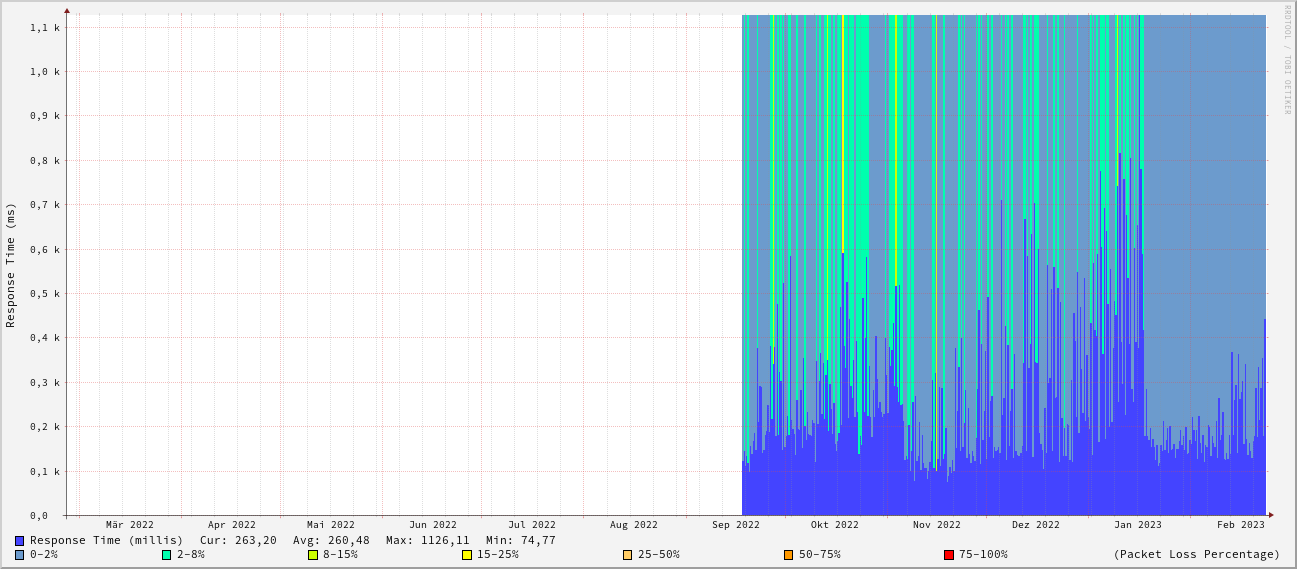 RRDTOOL / TOBI OETIKER
Response Time (ms)
1,1 k
1,0 k
0,9 k
0,8 k
0,7 k
0,6 k
0,5 k
0,4 k
0,3 k
0,2 k
0,1 k
0,0
Mär 2022 Apr 2022 Mai 2022 Jun 2022 Jul 2022 Aug 2022 Sep 2022 Okt 2022 Nov 2022 Dez 2022 Jan 2023 Feb 2023
Response Time (millis) Cur: 263,20 Avg: 260,48 Max: 1126,11 Min: 74,77
0-2% 2-8% 8-15% 15-25% 25-50% 50-75% 75-100% (Packet Loss Percentage)